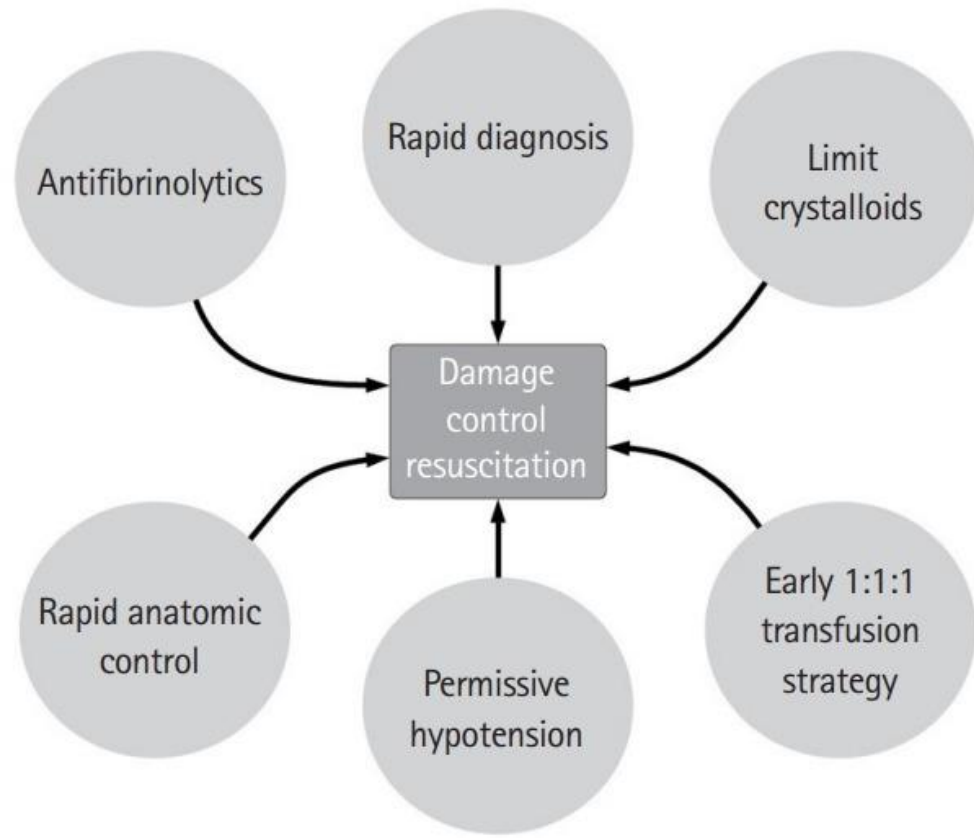 Rapid diagnosis
Antifibrinolytics
Limit
crystalloids
Damage
control
resuscitation
Rapid anatomic
control
Permissive
hypotension
Early 1:1:1
transfusion
strategy